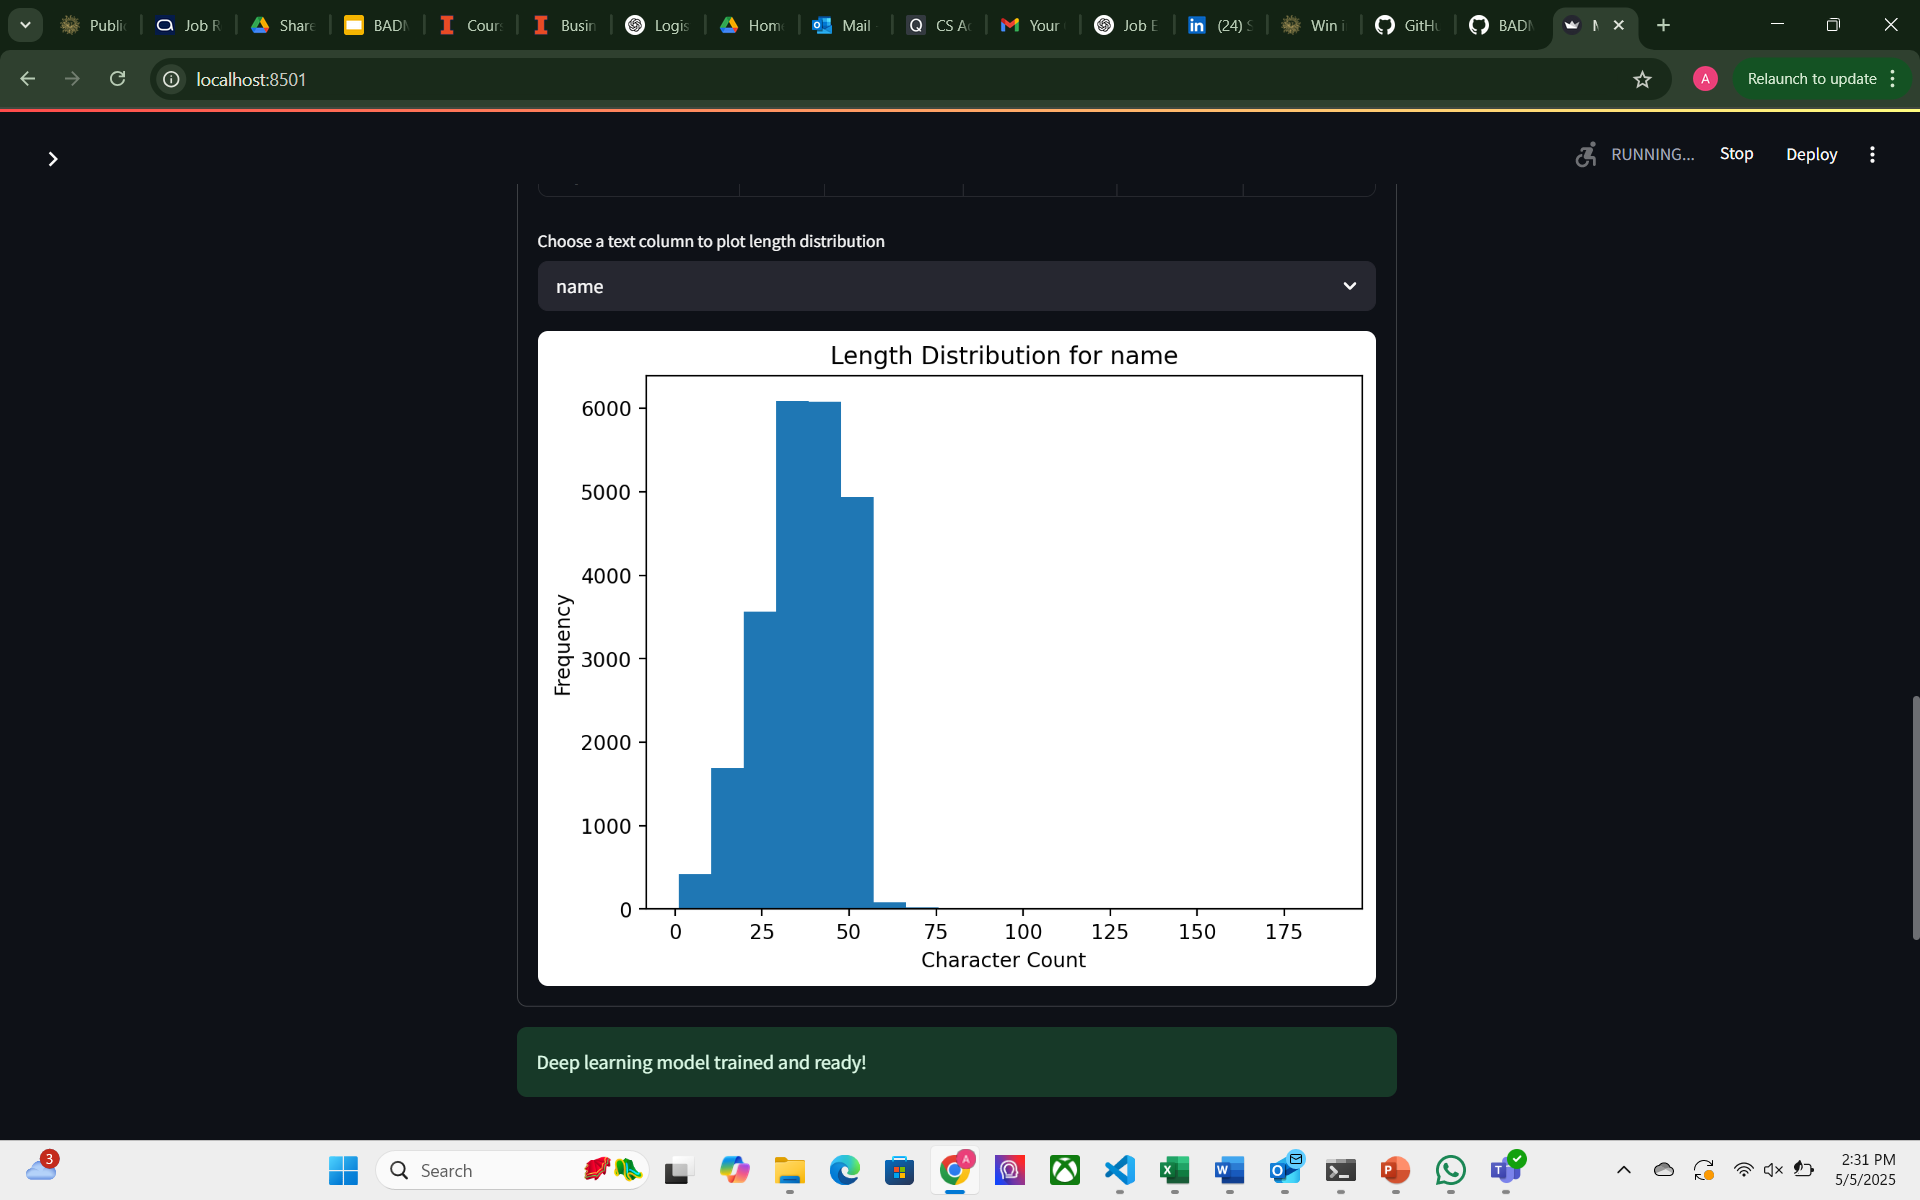 Public
Job R
Share
BADM
Cours
Busin
Logis
Home
Mail
CS Ac
Your
Job E
(24) S
Win i
GitHu
BADM
localhost:8501
A
Relaunch to update
RUNNING...
Stop
Deploy
Choose a text column to plot length distribution
name
Length Distribution for name
6000
5000
4000
3000
2000
1000
0
Frequency
0 25 50 75 100 125 150 175
Character Count
Deep learning model trained and ready!
3
Search
2:31 PM
5/5/2025